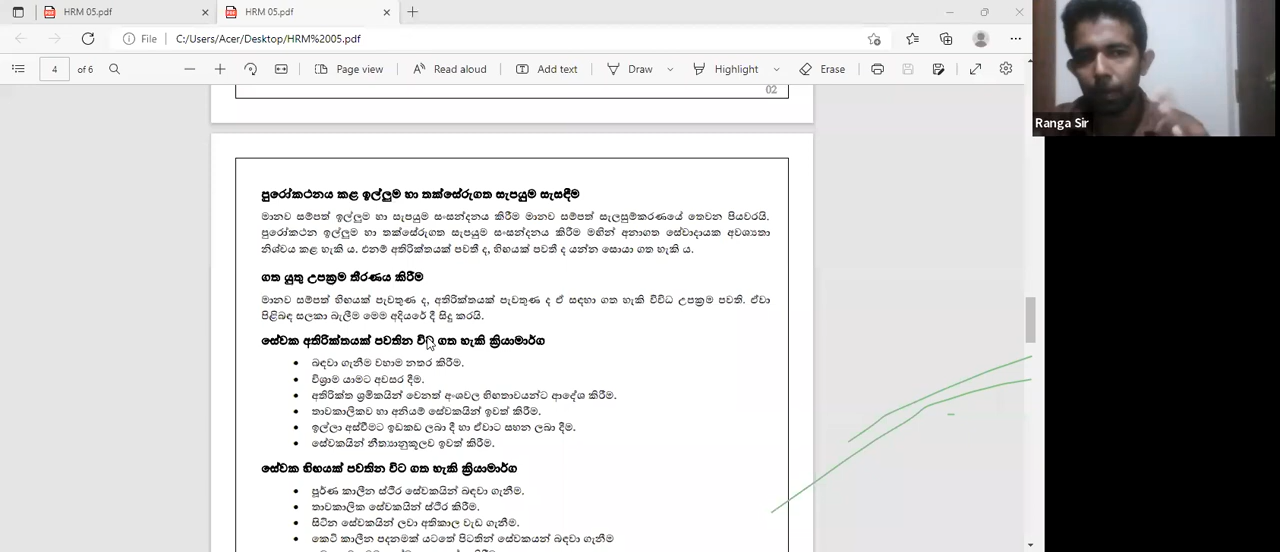 HRM 05.pdf
HRM 05.pdf
File C:/Users/Acer/Desktop/HRM%2005.pdf
4 of 6 Page view Read aloud Add text Draw Highlight Erase
Ranga Sir
02
පුරෝකථනය කළ ඉල්ලුම හා තක්සේරුගත සැපයුම සැසඳීම
මානව සම්පත් ඉල්ලුම හා සැපයුම සංසන්දනය කිරීම මානව සම්පත් සැලසුම්කරණයේ තෙවන පියවරයි.
පුරෝකථන ඉල්ලුම හා තක්සේරුගත සැපයුම සංසන්දනය කිරීම මඟින් අනාගත සේවාදායක අවශ්‍යතා
නිශ්චය කළ හැකි ය. එනම් අතිරික්තයක් පවතී ද, හිඟයක් පවතී ද යන්න සොයා ගත හැකි ය.
ගත යුතු උපක්‍රම තීරණය කිරීම
මානව සම්පත් හිඟයක් පැවතුණ ද, අතිරික්තයක් පැවතුණ ද ඒ සඳහා ගත හැකි විවිධ උපක්‍රම පවතී. ඒවා
පිළිබඳ සලකා බැලීම මෙම අදියරේ දී සිදු කරයි.
සේවක අතිරික්තයක් පවතින විට ගත හැකි ක්‍රියාමාර්ග
• බඳවා ගැනීම වහාම නතර කිරීම.
• විශ්‍රාම යාමට අවසර දීම.
• අතිරික්ත ශ්‍රමිකයින් වෙනත් අංශවල හිඟතාවයන්ට ආදේශ කිරීම.
• තාවකාලිකව හා අනියම් සේවකයින් ඉවත් කිරීම.
• ඉල්ලා අස්වීමට ඉඩකඩ ලබා දී හා ඒවාට සහන ලබා දීම.
• සේවකයින් නීත්‍යානුකූලව ඉවත් කිරීම.
සේවක හිඟයක් පවතින විට ගත හැකි ක්‍රියාමාර්ග
• පූර්ණ කාලීන ස්ථිර සේවකයින් බඳවා ගැනීම.
• තාවකාලික සේවකයින් ස්ථිර කිරීම.
• සිටින සේවකයින් ලවා අතිකාල වැඩ ගැනීම.
• කෙටි කාලීන පදනමක් යටතේ පිටතින් සේවකයන් බඳවා ගැනීම